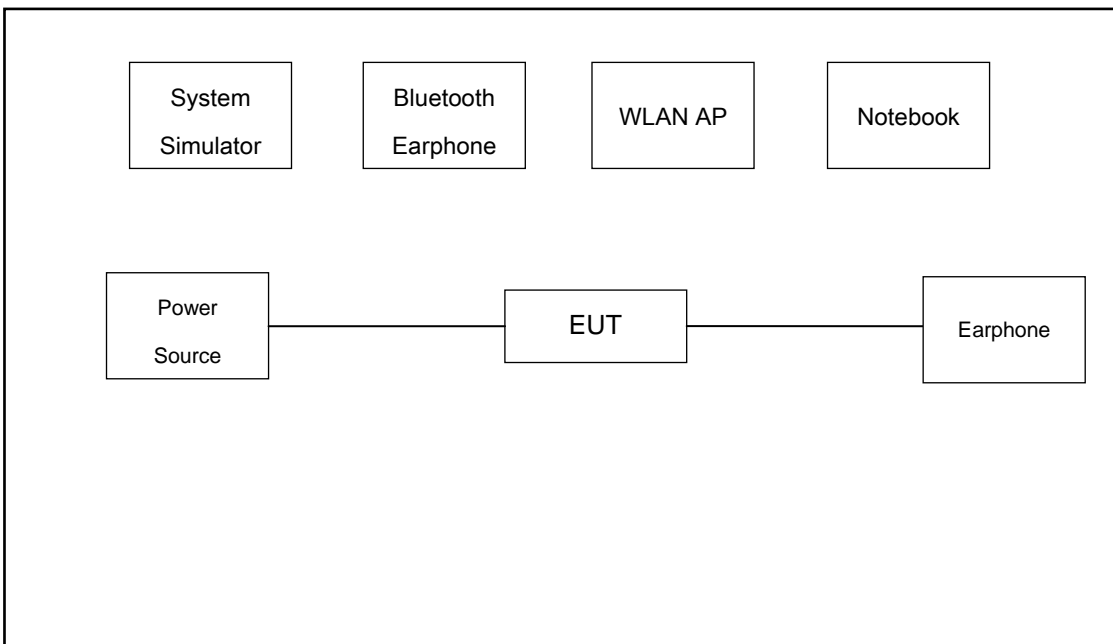 System
Simulator
Bluetooth
Earphone
WLAN AP
Notebook
Power
Source
EUT
Earphone